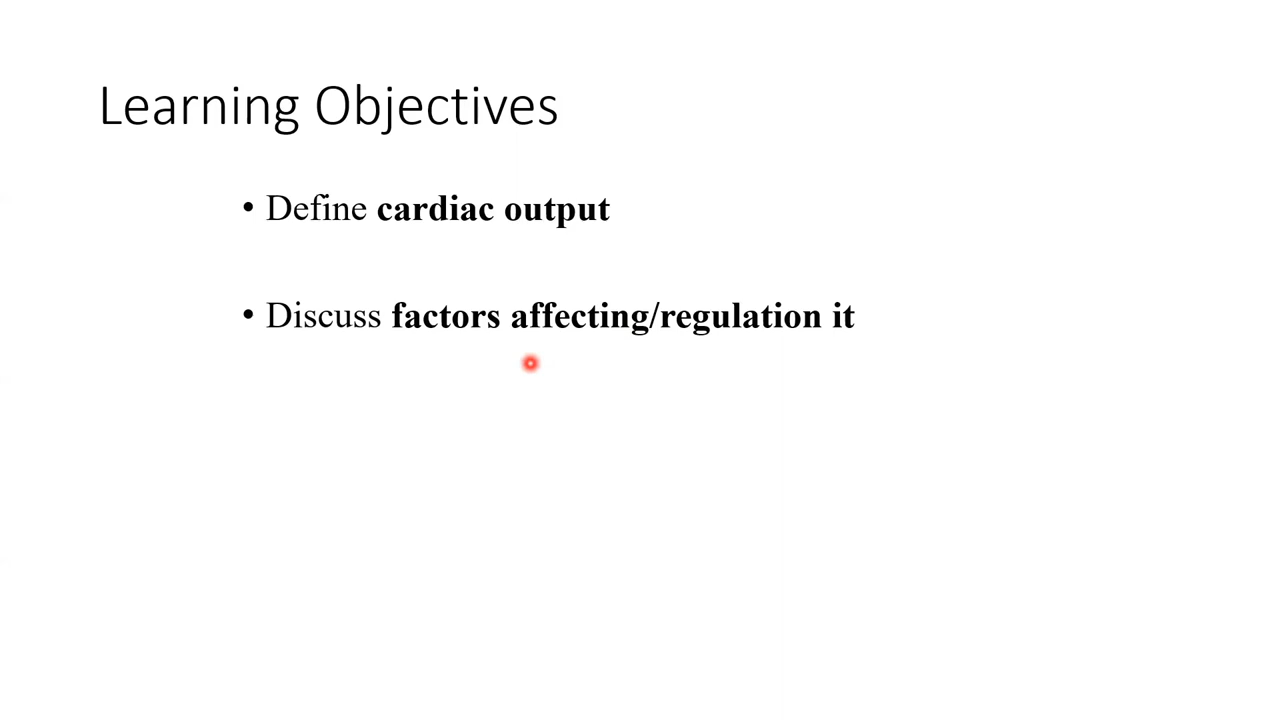 Learning Objectives
• Define cardiac output
• Discuss factors affecting/regulation it